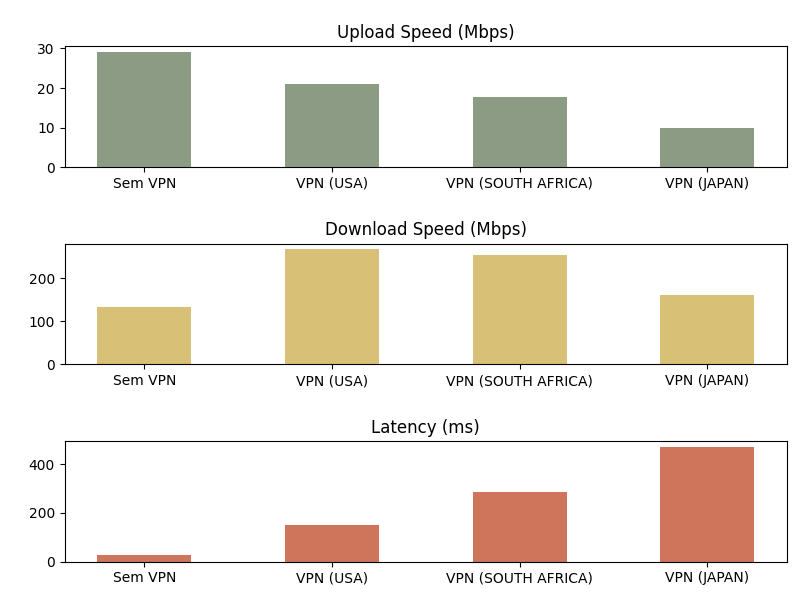 Upload Speed (Mbps)
30
20
10
0
Sem VPN VPN (USA) VPN (SOUTH AFRICA) VPN (JAPAN)
Download Speed (Mbps)
200
100
0
Sem VPN VPN (USA) VPN (SOUTH AFRICA) VPN (JAPAN)
Latency (ms)
400
200
0
Sem VPN VPN (USA) VPN (SOUTH AFRICA) VPN (JAPAN)